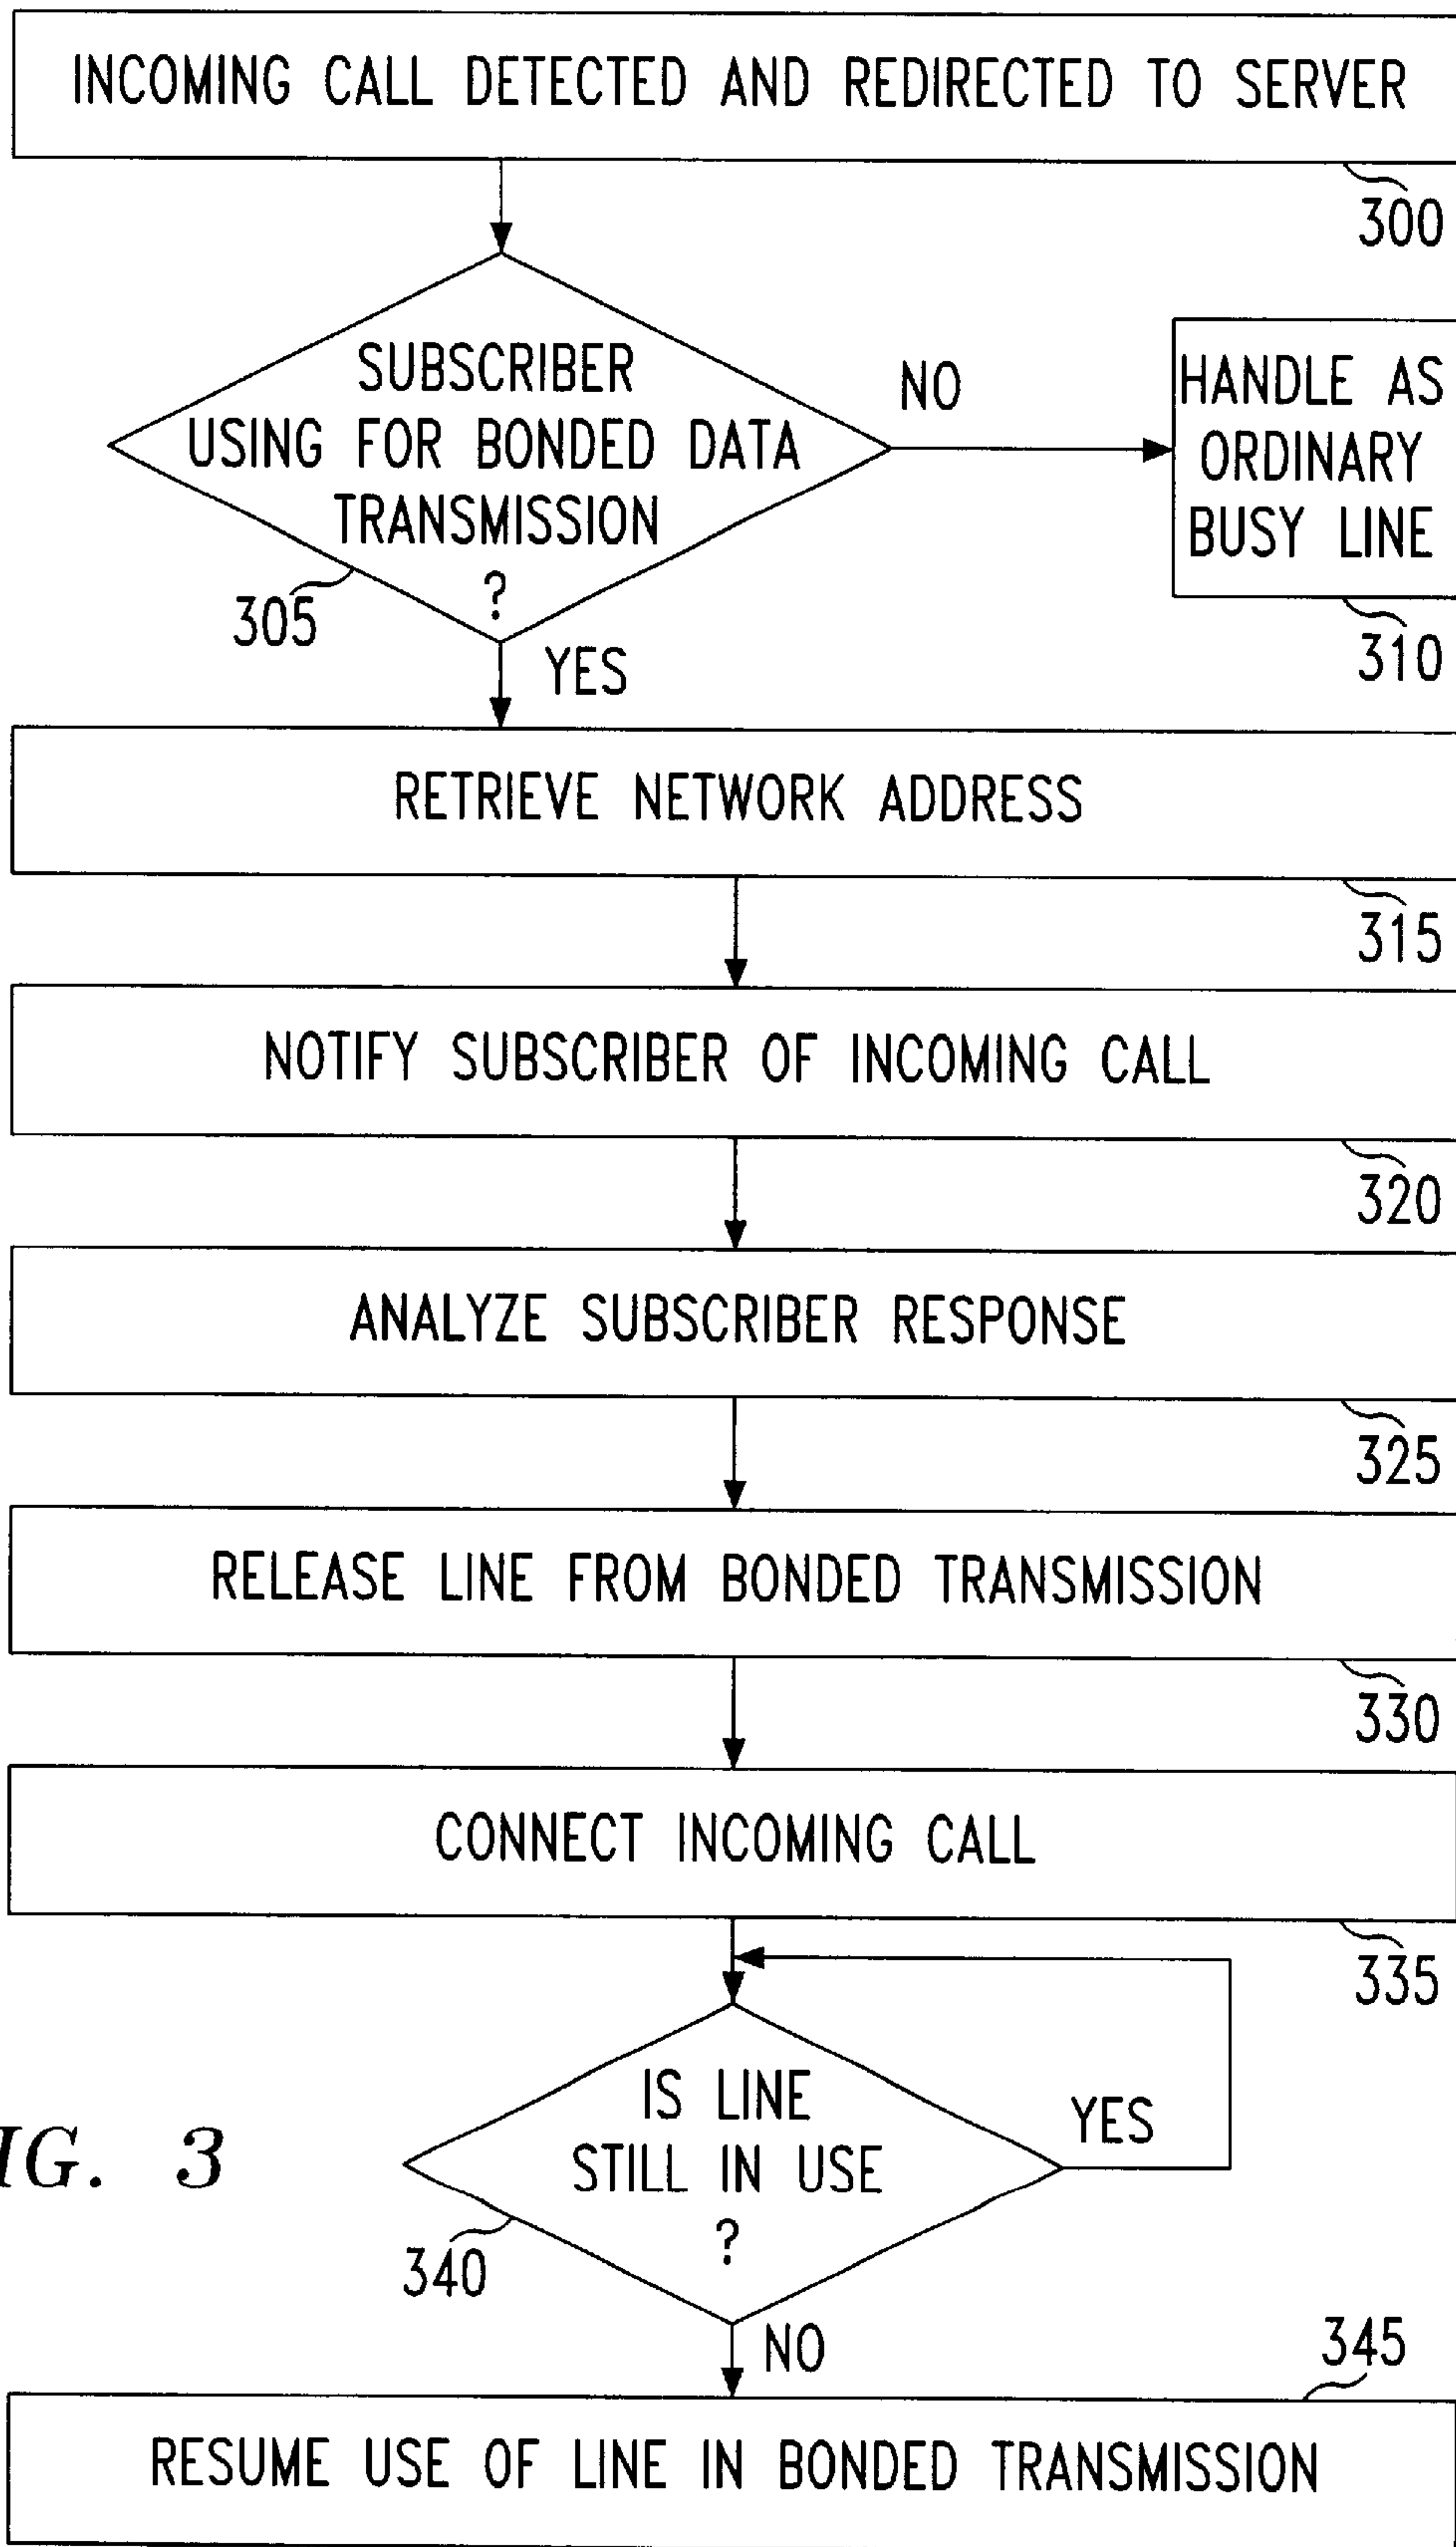 INCOMING CALL DETECTED AND REDIRECTED TO SERVER
300
SUBSCRIBER
USING FOR BONDED DATA
TRANSMISSION
?
305
NO
HANDLE AS
ORDINARY
BUSY LINE
310
YES
RETRIEVE NETWORK ADDRESS
315
NOTIFY SUBSCRIBER OF INCOMING CALL
320
ANALYZE SUBSCRIBER RESPONSE
325
RELEASE LINE FROM BONDED TRANSMISSION
330
CONNECT INCOMING CALL
335
IS LINE
STILL IN USE
?
YES
IG. 3
340
NO
345
RESUME USE OF LINE IN BONDED TRANSMISSION